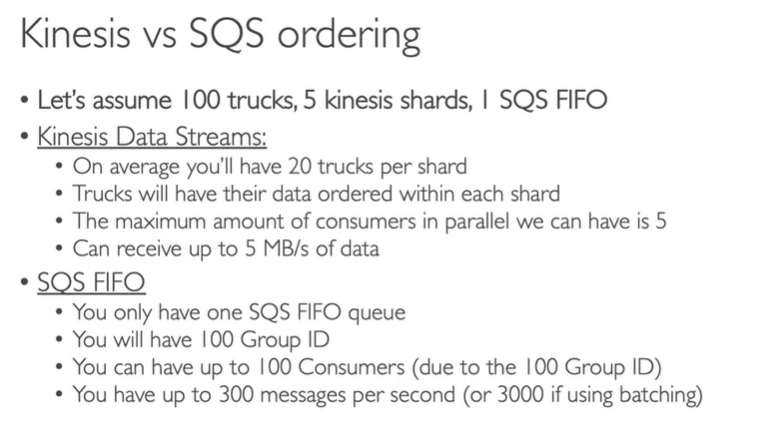 Kinesis vs SQS ordering
• Let's assume 100 trucks, 5 kinesis shards, 1 SQS FIFO
• Kinesis Data Streams:
• On average you'll have 20 trucks per shard
• Trucks will have their data ordered within each shard
• The maximum amount of consumers in parallel we can have is 5
• Can receive up to 5 MB/s of data
• SQS FIFO
• You only have one SQS FIFO queue
• You will have 100 Group ID
• You can have up to 100 Consumers (due to the 100 Group ID)
• You have up to 300 messages per second (or 3000 if using batching)